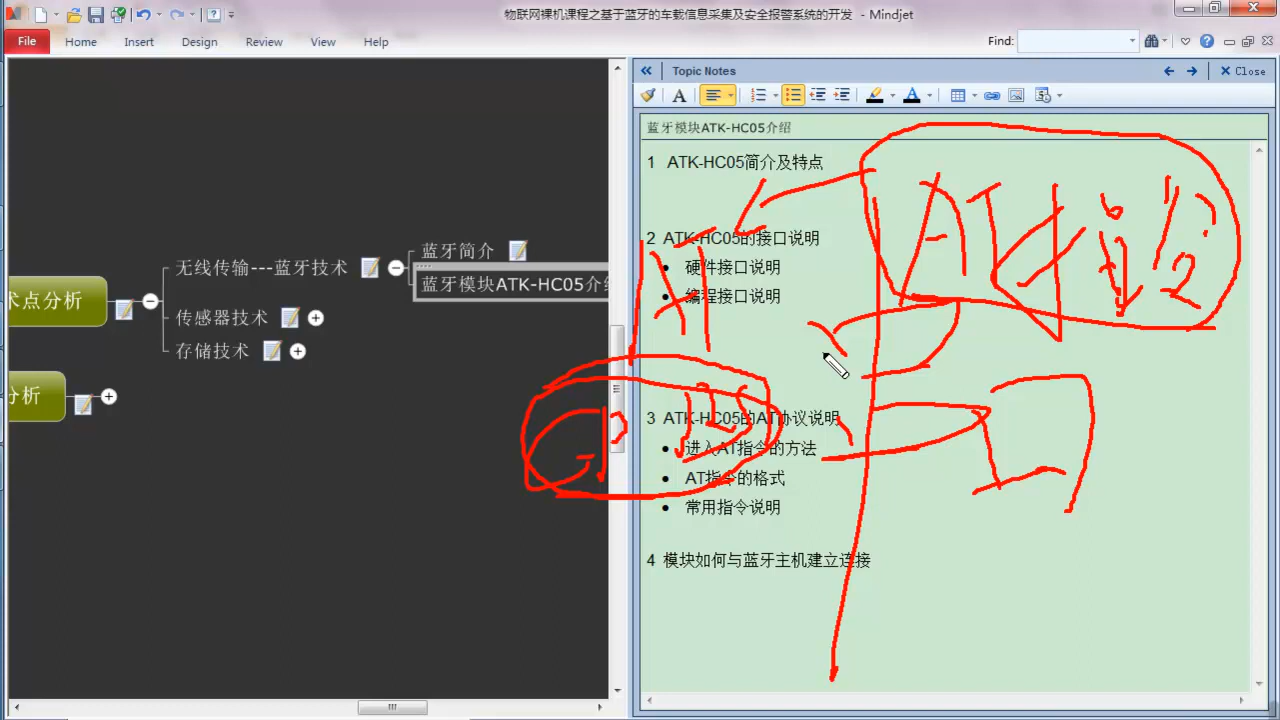 物联网裸机课程之基于蓝牙的车载信息采集及安全报警系统的开发 - Mindjet
File Home Insert Design Review View Help Find:
Topic Notes Close
蓝牙模块ATK-HC05介绍
1 ATK-HC05简介及特点
2 ATK-HC05的接口说明
硬件接口说明
编程接口说明
3 ATK-HC05的AT协议说明
进入AT指令的方法
AT指令的格式
常用指令说明
4 模块如何与蓝牙主机建立连接
蓝牙简介
无线传输---蓝牙技术
蓝牙模块ATK-HC05介
术点分析
传感器技术
存储技术
分析